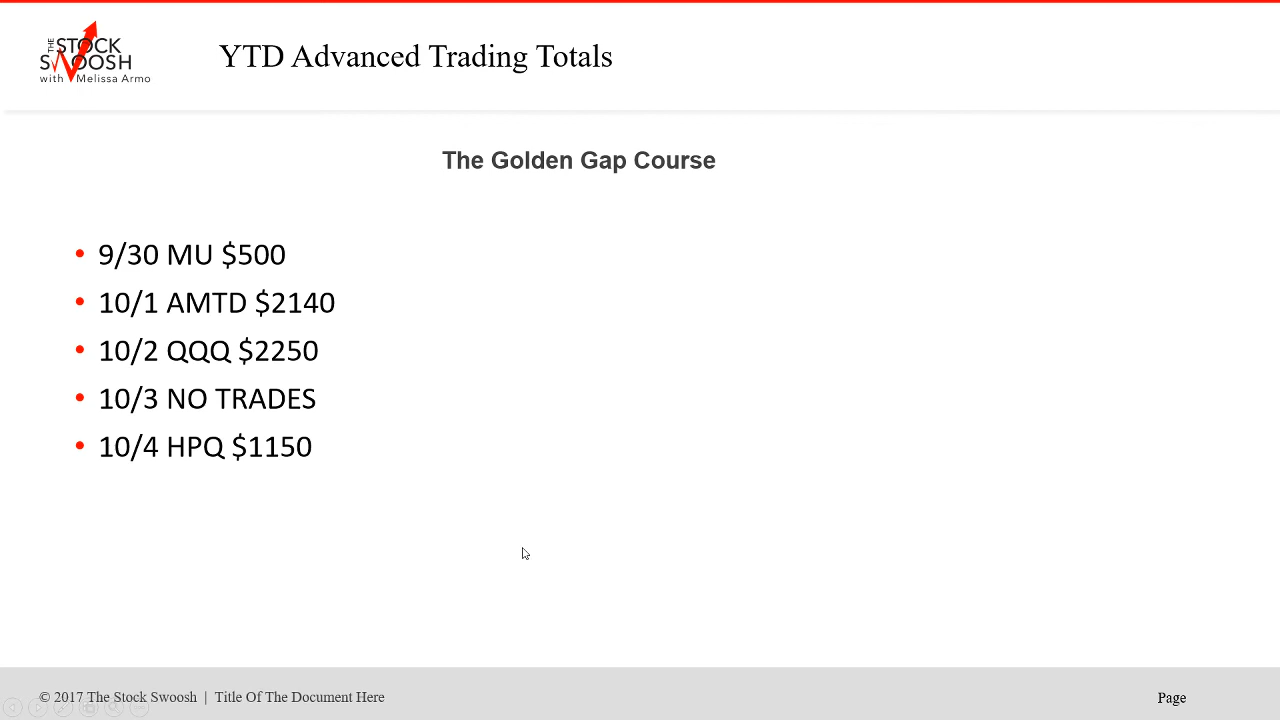 THE STOCK
SWOOSH
with Melissa Armo
YTD Advanced Trading Totals
The Golden Gap Course
• 9/30 MU $500
• 10/1 AMTD $2140
• 10/2 QQQ $2250
• 10/3 NO TRADES
• 10/4 HPQ $1150
© 2017 The Stock Swoosh | Title Of The Document Here
Page